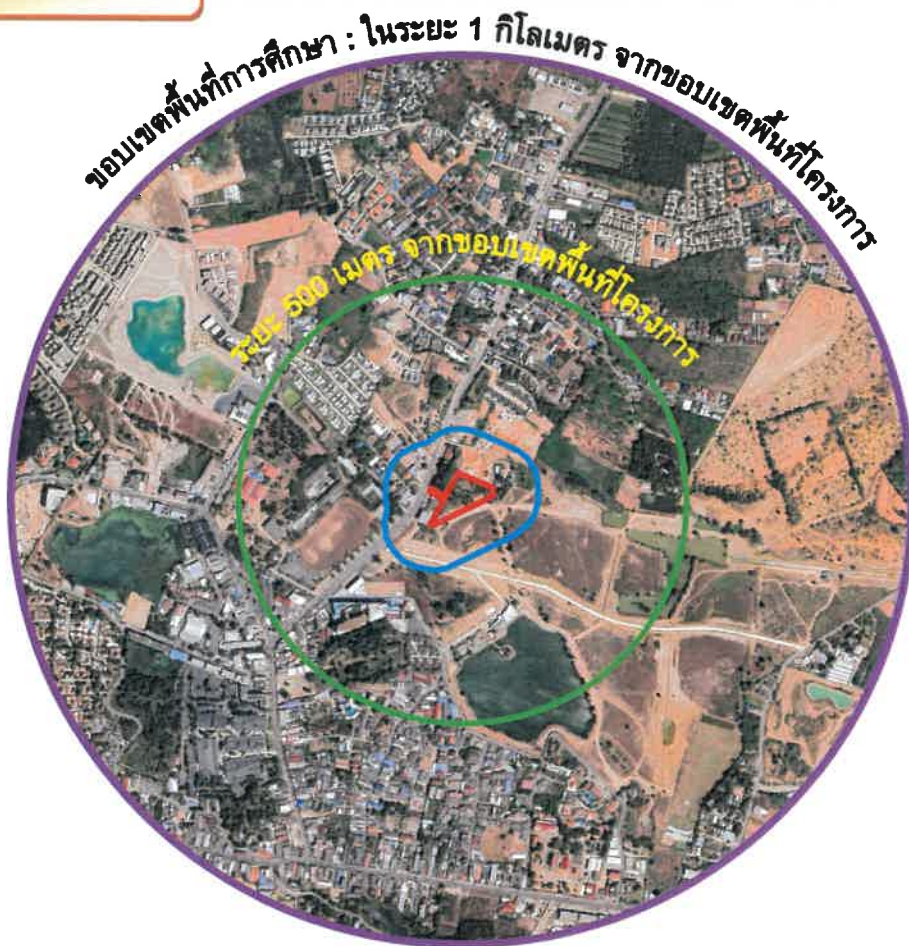 ขอบเขตพื้นที่การศึกษา : ในระยะ 1 กิโลเมตร จากขอบเขตพื้นที่โครงการ
ระยะ 500 เมตร จากขอบเขตพื้นที่โครงการ